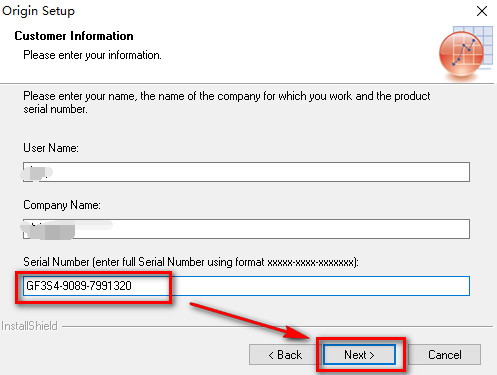 Origin Setup
Customer Information
Please enter your information.
Please enter your name, the name of the company for which you work and the product
serial number.
User Name:
Company Name:
Serial Number (enter full Serial Number using format xxxxx-xxxx-xxxxxxx):
GF3S4-9089-7991320
InstallShield
< Back
Next >
Cancel